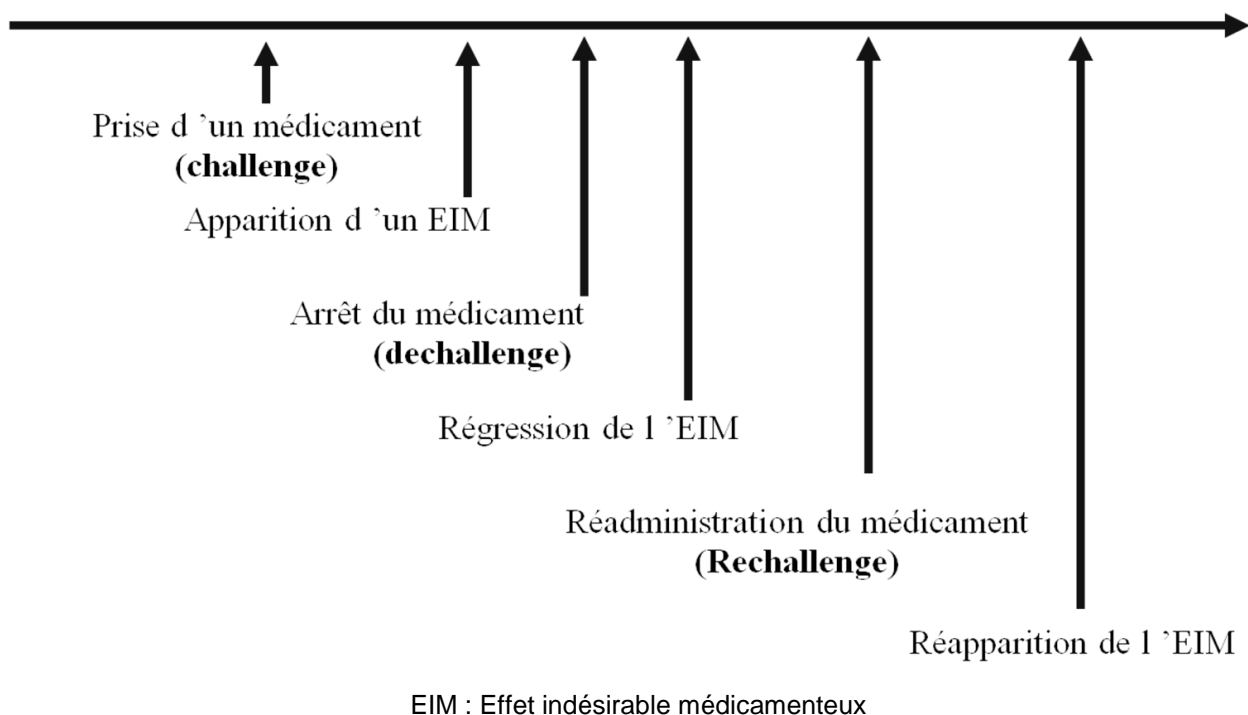 Prise d ’un médicament
(challenge)
Apparition d ’un EIM
Arrêt du médicament
(dechallenge)
Régression de l ’EIM
Réadministration du médicament
(Rechallenge)
Réapparition de l ’EIM
EIM : Effet indésirable médicamenteux